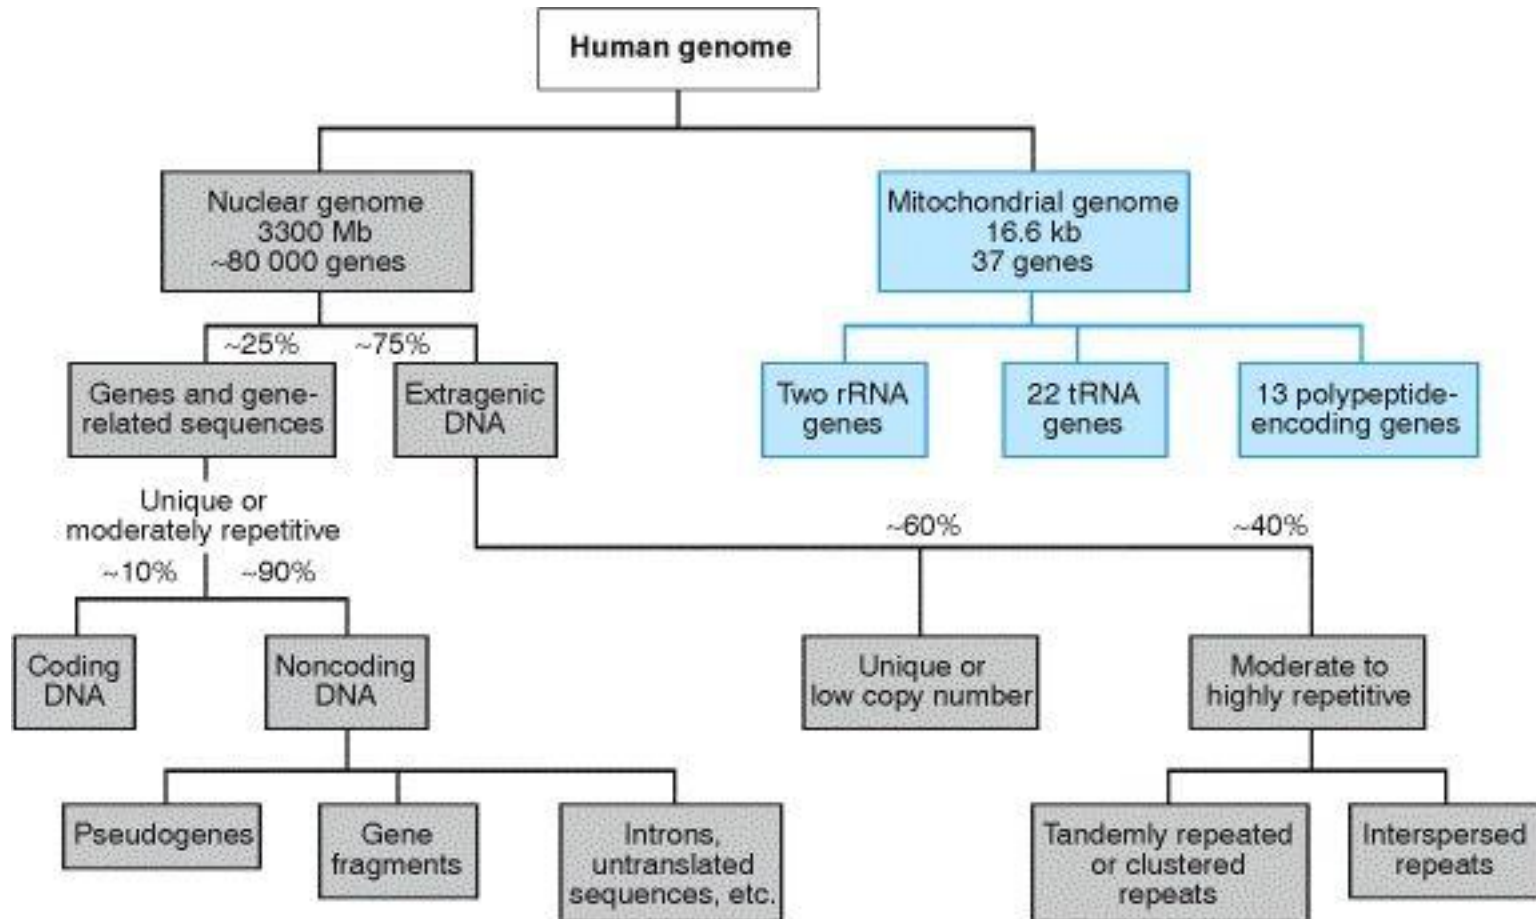 Human genome
Nuclear genome
3300 Mb
~80 000 genes
Mitochondrial genome
16.6 kb
37 genes
~25%
~75%
Genes and gene-
related sequences
Extragenic
DNA
Two rRNA
genes
22 tRNA
genes
13 polypeptide-
encoding genes
Unique or
moderately repetitive
~60%
~40%
~10%
~90%
Coding
DNA
Noncoding
DNA
Unique or
low copy number
Moderate to
highly repetitive
Pseudogenes
Gene
fragments
Introns,
untranslated
sequences, etc.
Tandemly repeated
or clustered
repeats
Interspersed
repeats